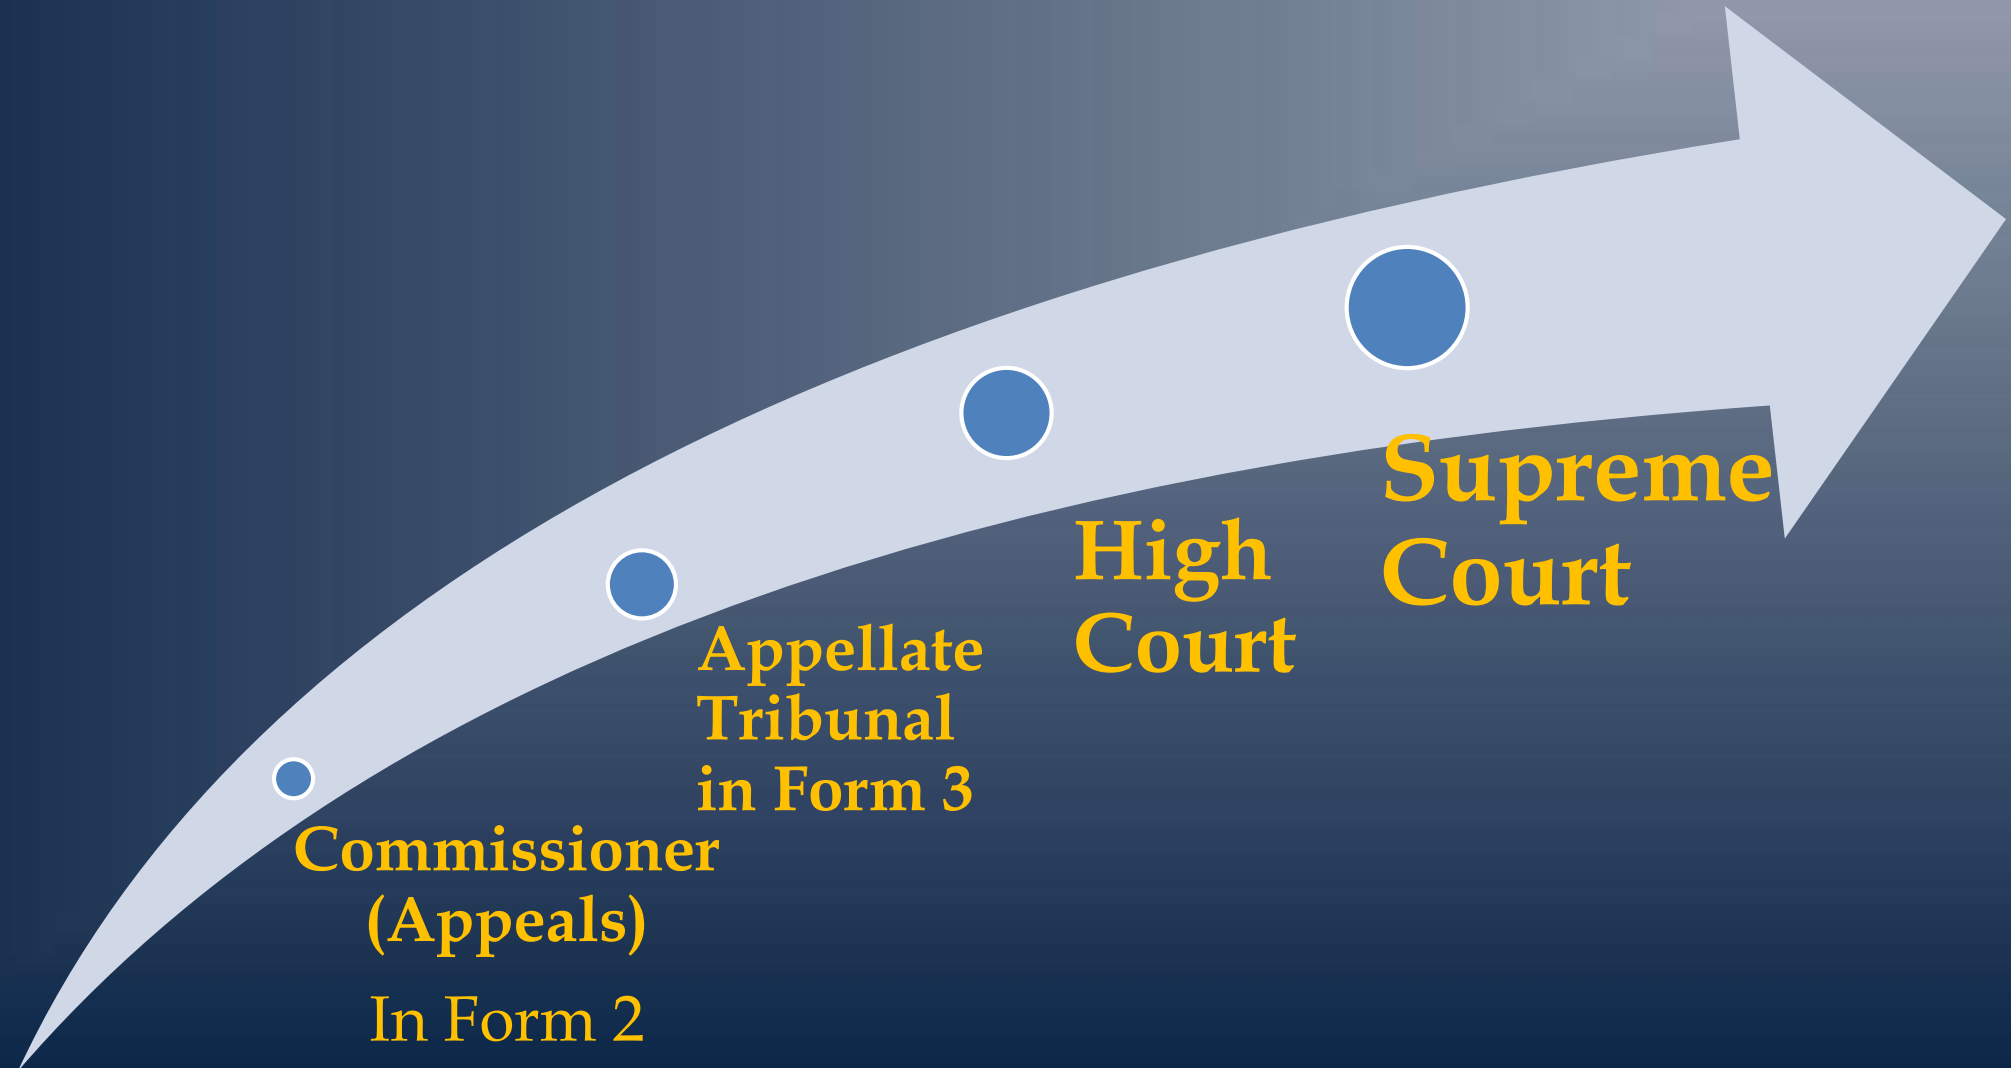 Commissioner
(Appeals)
In Form 2
Appellate
Tribunal
in Form 3
High
Court
Supreme
Court